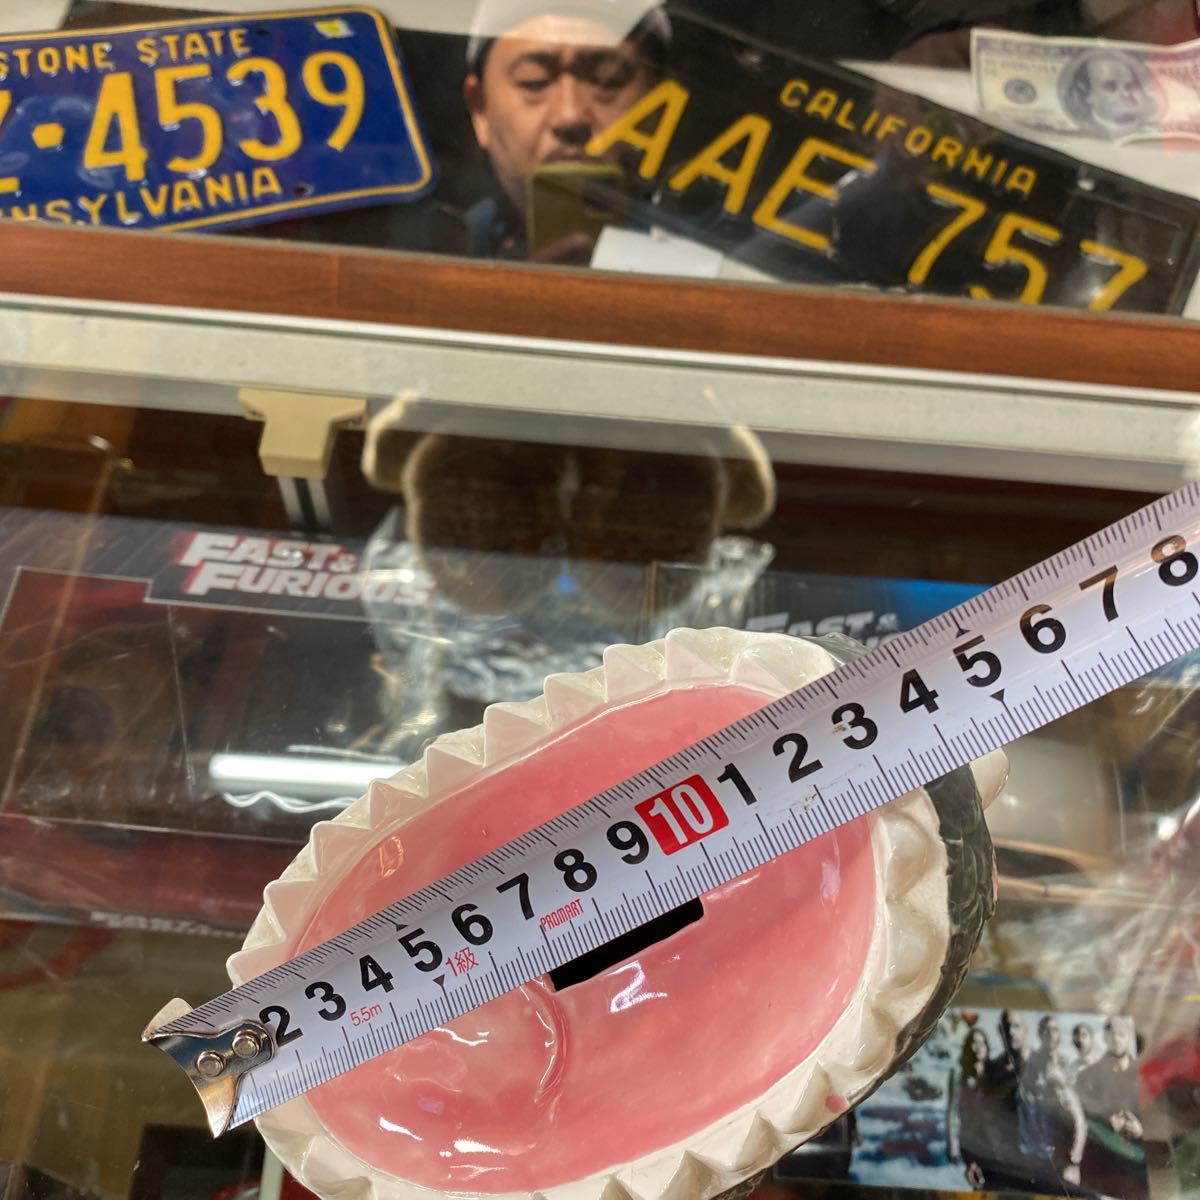 STONE STATE
·4539
NSYLVANIA
CALIFORNIA
AAE 757
FAST &
FURIOUS
FAST &
2 3 4 5 6 7 8 9 10 1 2 3 4 5 6 7 8
5.5m 1級 PROMART